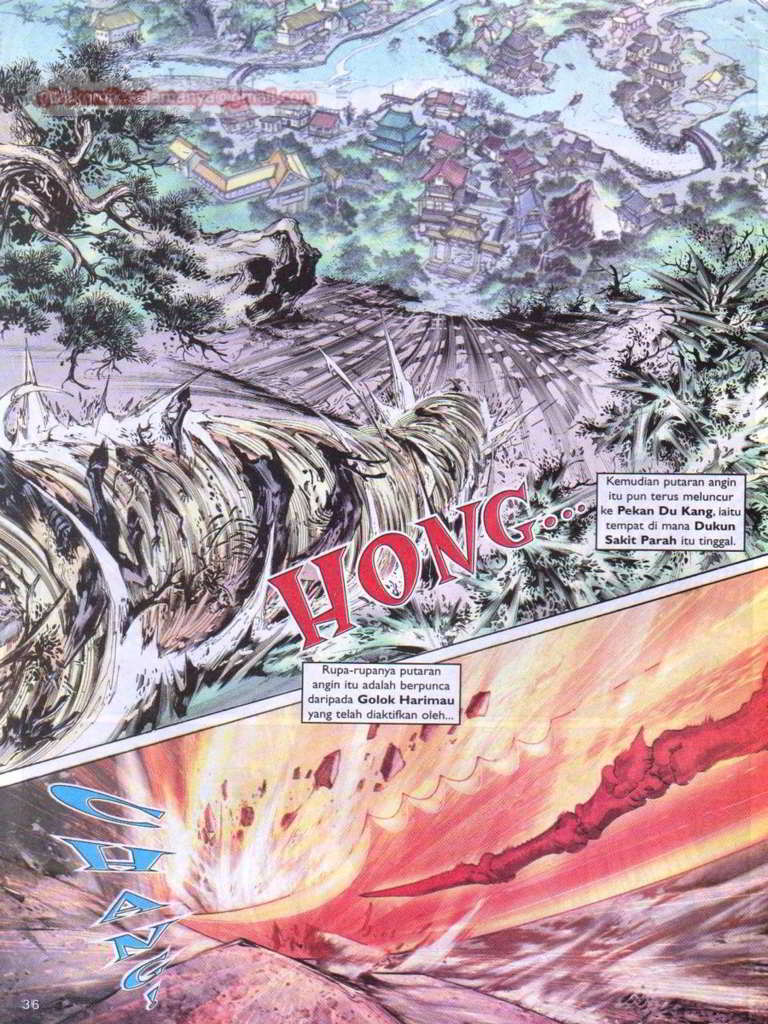 Kemudian putaran angin
itu pun terus meluncur
ke Pekan Du Kang, iaitu
tempat di mana Dukun
Sakit Parah itu tinggal.
HONG...
Rupa-rupanya putaran
angin itu adalah berpunca
daripada Golok Harimau
yang telah diaktifkan oleh...
CHANG!
36